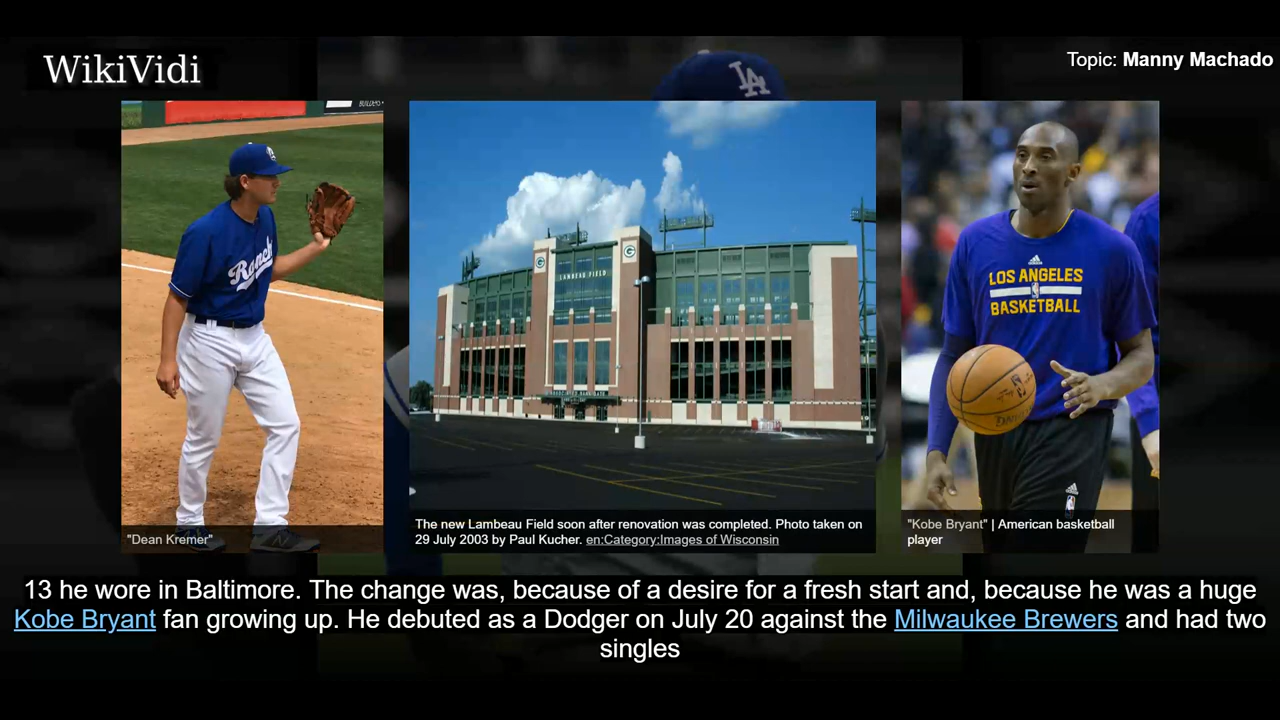 WikiVidi
Topic: Manny Machado
LA
BUILDERS
Ranch
"Dean Kremer"
G
G
LAMBEAU FIELD
The new Lambeau Field soon after renovation was completed. Photo taken on
29 July 2003 by Paul Kucher. en:Category:Images of Wisconsin
adidas
LOS ANGELES
BASKETBALL
adidas
"Kobe Bryant" | American basketball
player
13 he wore in Baltimore. The change was, because of a desire for a fresh start and, because he was a huge
Kobe Bryant fan growing up. He debuted as a Dodger on July 20 against the Milwaukee Brewers and had two
singles